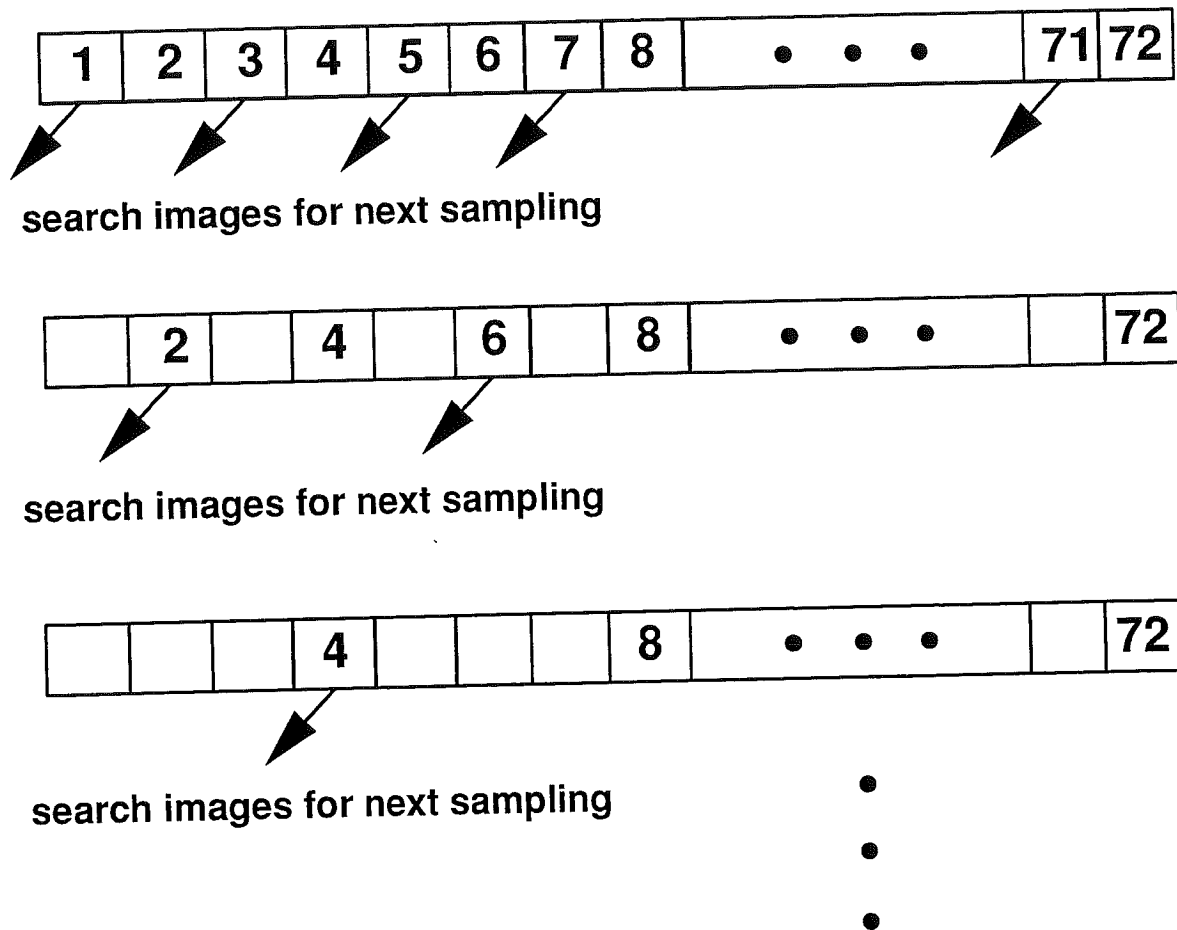 1 2 3 4 5 6 7 8 • • • 71 72
search images for next sampling
2 4 6 8 • • • 72
search images for next sampling
4 8 • • • 72
search images for next sampling